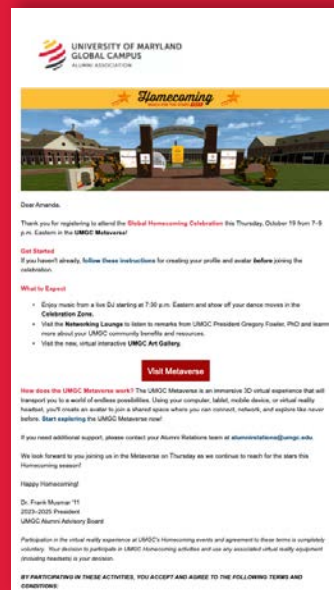 UNIVERSITY OF MARYLAND
GLOBAL CAMPUS
ALUMNI ASSOCIATION
Homecoming
Dear Amanda,
Thank you for registering to attend the Global Homecoming Celebration this Thursday, October 19 from 7–9
p.m. Eastern in the UMGC Metaverse!
Get Started
If you haven't already, follow these instructions for creating your profile and avatar before joining the
celebration.
What to Expect
• Enjoy music from a live DJ starting at 7:30 p.m. Eastern and show off your dance moves in the
Celebration Zone.
• Visit the Networking Lounge to listen to remarks from UMGC President Gregory Fowler, PhD and learn
more about your UMGC community benefits and resources.
• Visit the new, virtual interactive UMGC Art Gallery.
Visit Metaverse
How does the UMGC Metaverse work? The UMGC Metaverse is an immersive 3D virtual experience that will
transport you to a world of endless possibilities. Using your computer, tablet, mobile device, or virtual reality
headset, you'll create an avatar to join a shared space where you can connect, network, and explore like never
before. Start exploring the UMGC Metaverse now!
If you need additional support, please contact your Alumni Relations team at alumnirelations@umgc.edu.
We look forward to you joining us in the Metaverse on Thursday as we continue to reach for the stars this
Homecoming season!
Happy Homecoming!
Dr. Frank Musmar '11
2023–2025 President
UMGC Alumni Advisory Board
Participation in the virtual reality experience at UMGC's Homecoming events and agreement to these terms is completely
voluntary. Your decision to participate in UMGC Homecoming activities and use any associated virtual reality equipment
(including headsets) is your decision.
BY PARTICIPATING IN THESE ACTIVITIES, YOU ACCEPT AND AGREE TO THE FOLLOWING TERMS AND
CONDITIONS: